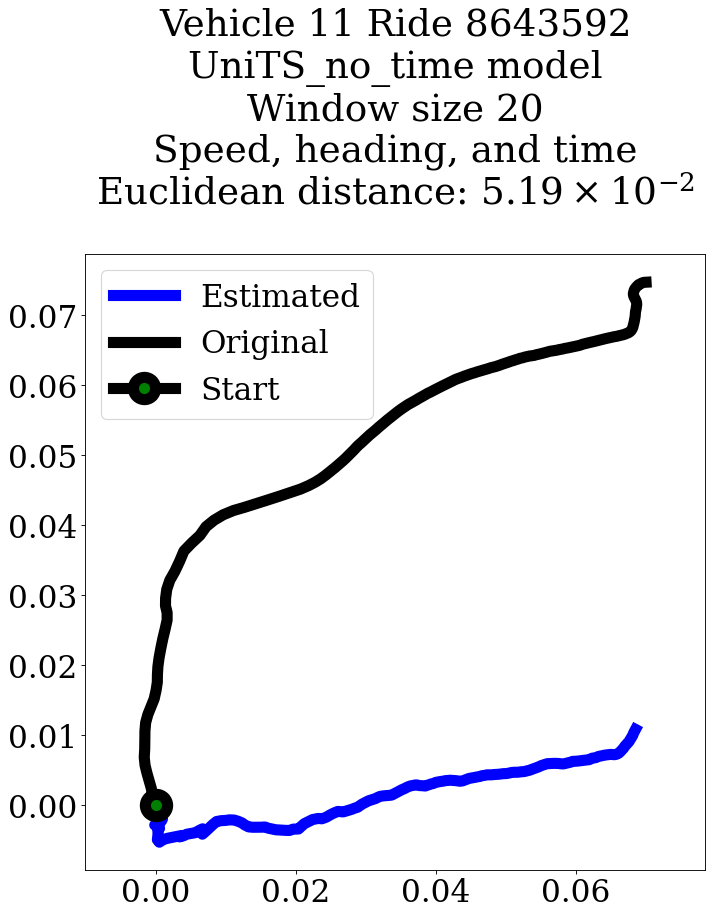 Vehicle 11 Ride 8643592
UniTS_no_time model
Window size 20
Speed, heading, and time
Euclidean distance: 5.19 × 10⁻²
Estimated
Original
Start
0.07
0.06
0.05
0.04
0.03
0.02
0.01
0.00
0.00 0.02 0.04 0.06